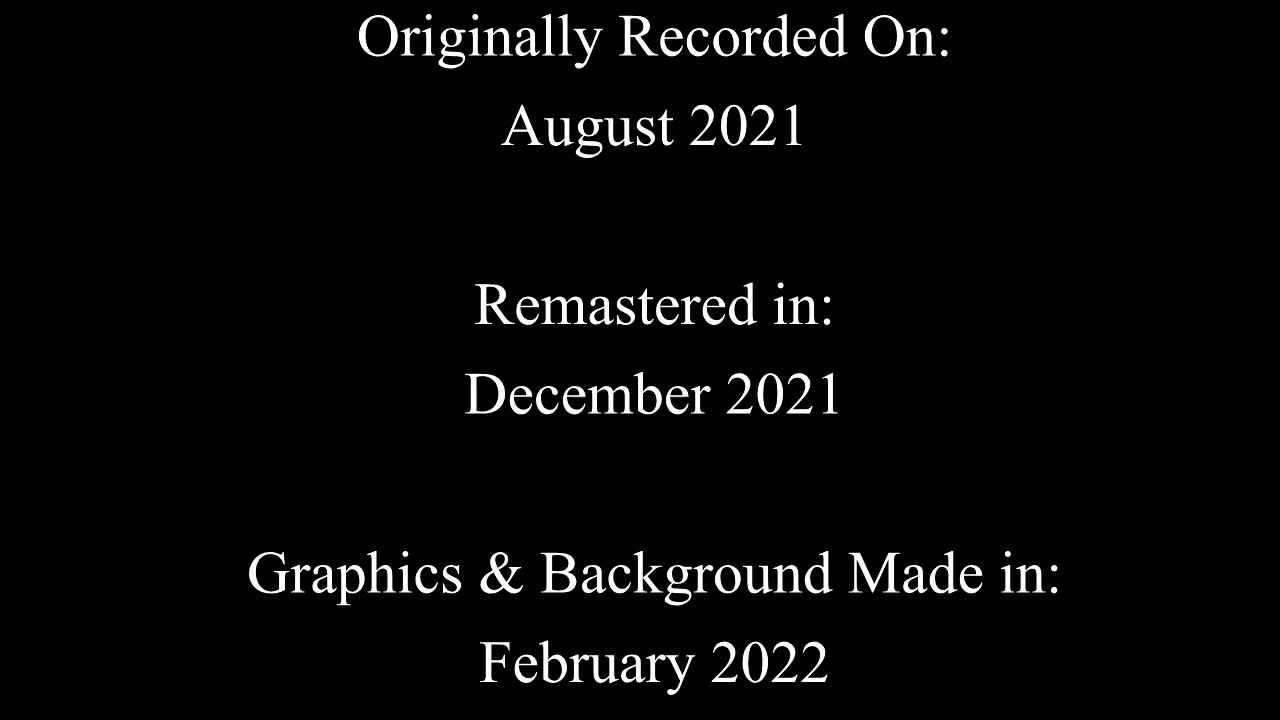 Originally Recorded On:
August 2021
Remastered in:
December 2021
Graphics & Background Made in:
February 2022